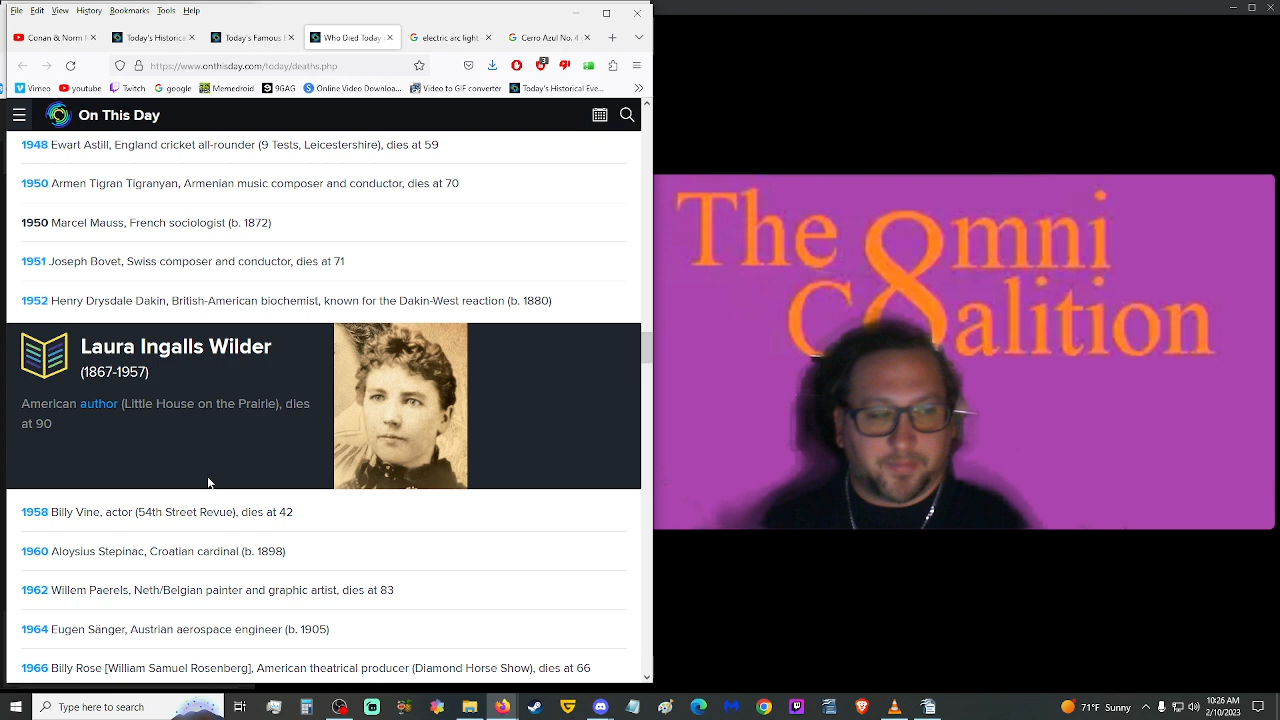 File Edit View History Bookmarks Tools Help
Conan & Norm M
Today's Historica
Today's Famous B
Who Died Today
electric arc light -
Cerro Azul No. 4
https://www.onthisday.com/today/deaths.php
3
Vimeo
youtube
Twitch
google
Memedroid
9GAG
Online Video Downloa...
Video to GIF converter
Today's Historical Eve...
On This Day
1948 Ewart Astill, England cricket all-rounder (9 Tests, Leicestershire), dies at 59
1950 Armen Tigran Tigranyan, Armenian music composer and conductor, dies at 70
1950 Marcel Mauss, French sociologist (b. 1872)
1951 Joseph Bovet, Swiss composer and conductor, dies at 71
1952 Henry Drysdale Dakin, British-American biochemist, known for the Dakin-West reaction (b. 1880)
Laura Ingalls Wilder
(1867-1957)
American author (Little House on the Prairie), dies
at 90
1958 Billy Vine, actor (54th Street Revue), dies at 42
1960 Aloysius Stepinac, Croatian cardinal (b. 1898)
1962 Willem Paerels, Neth/Belgian painter and graphic artist, dies at 83
1964 Eugen Sänger, Austrian aerospace engineer (b. 1905)
1966 Billy Rose [William Samuel Rosenberg], American theatrical producer (Diamond Horse Show), dies at 66
The Omni
Coalition
Type here to search
71°F Sunny
10:26 AM
2/10/2023